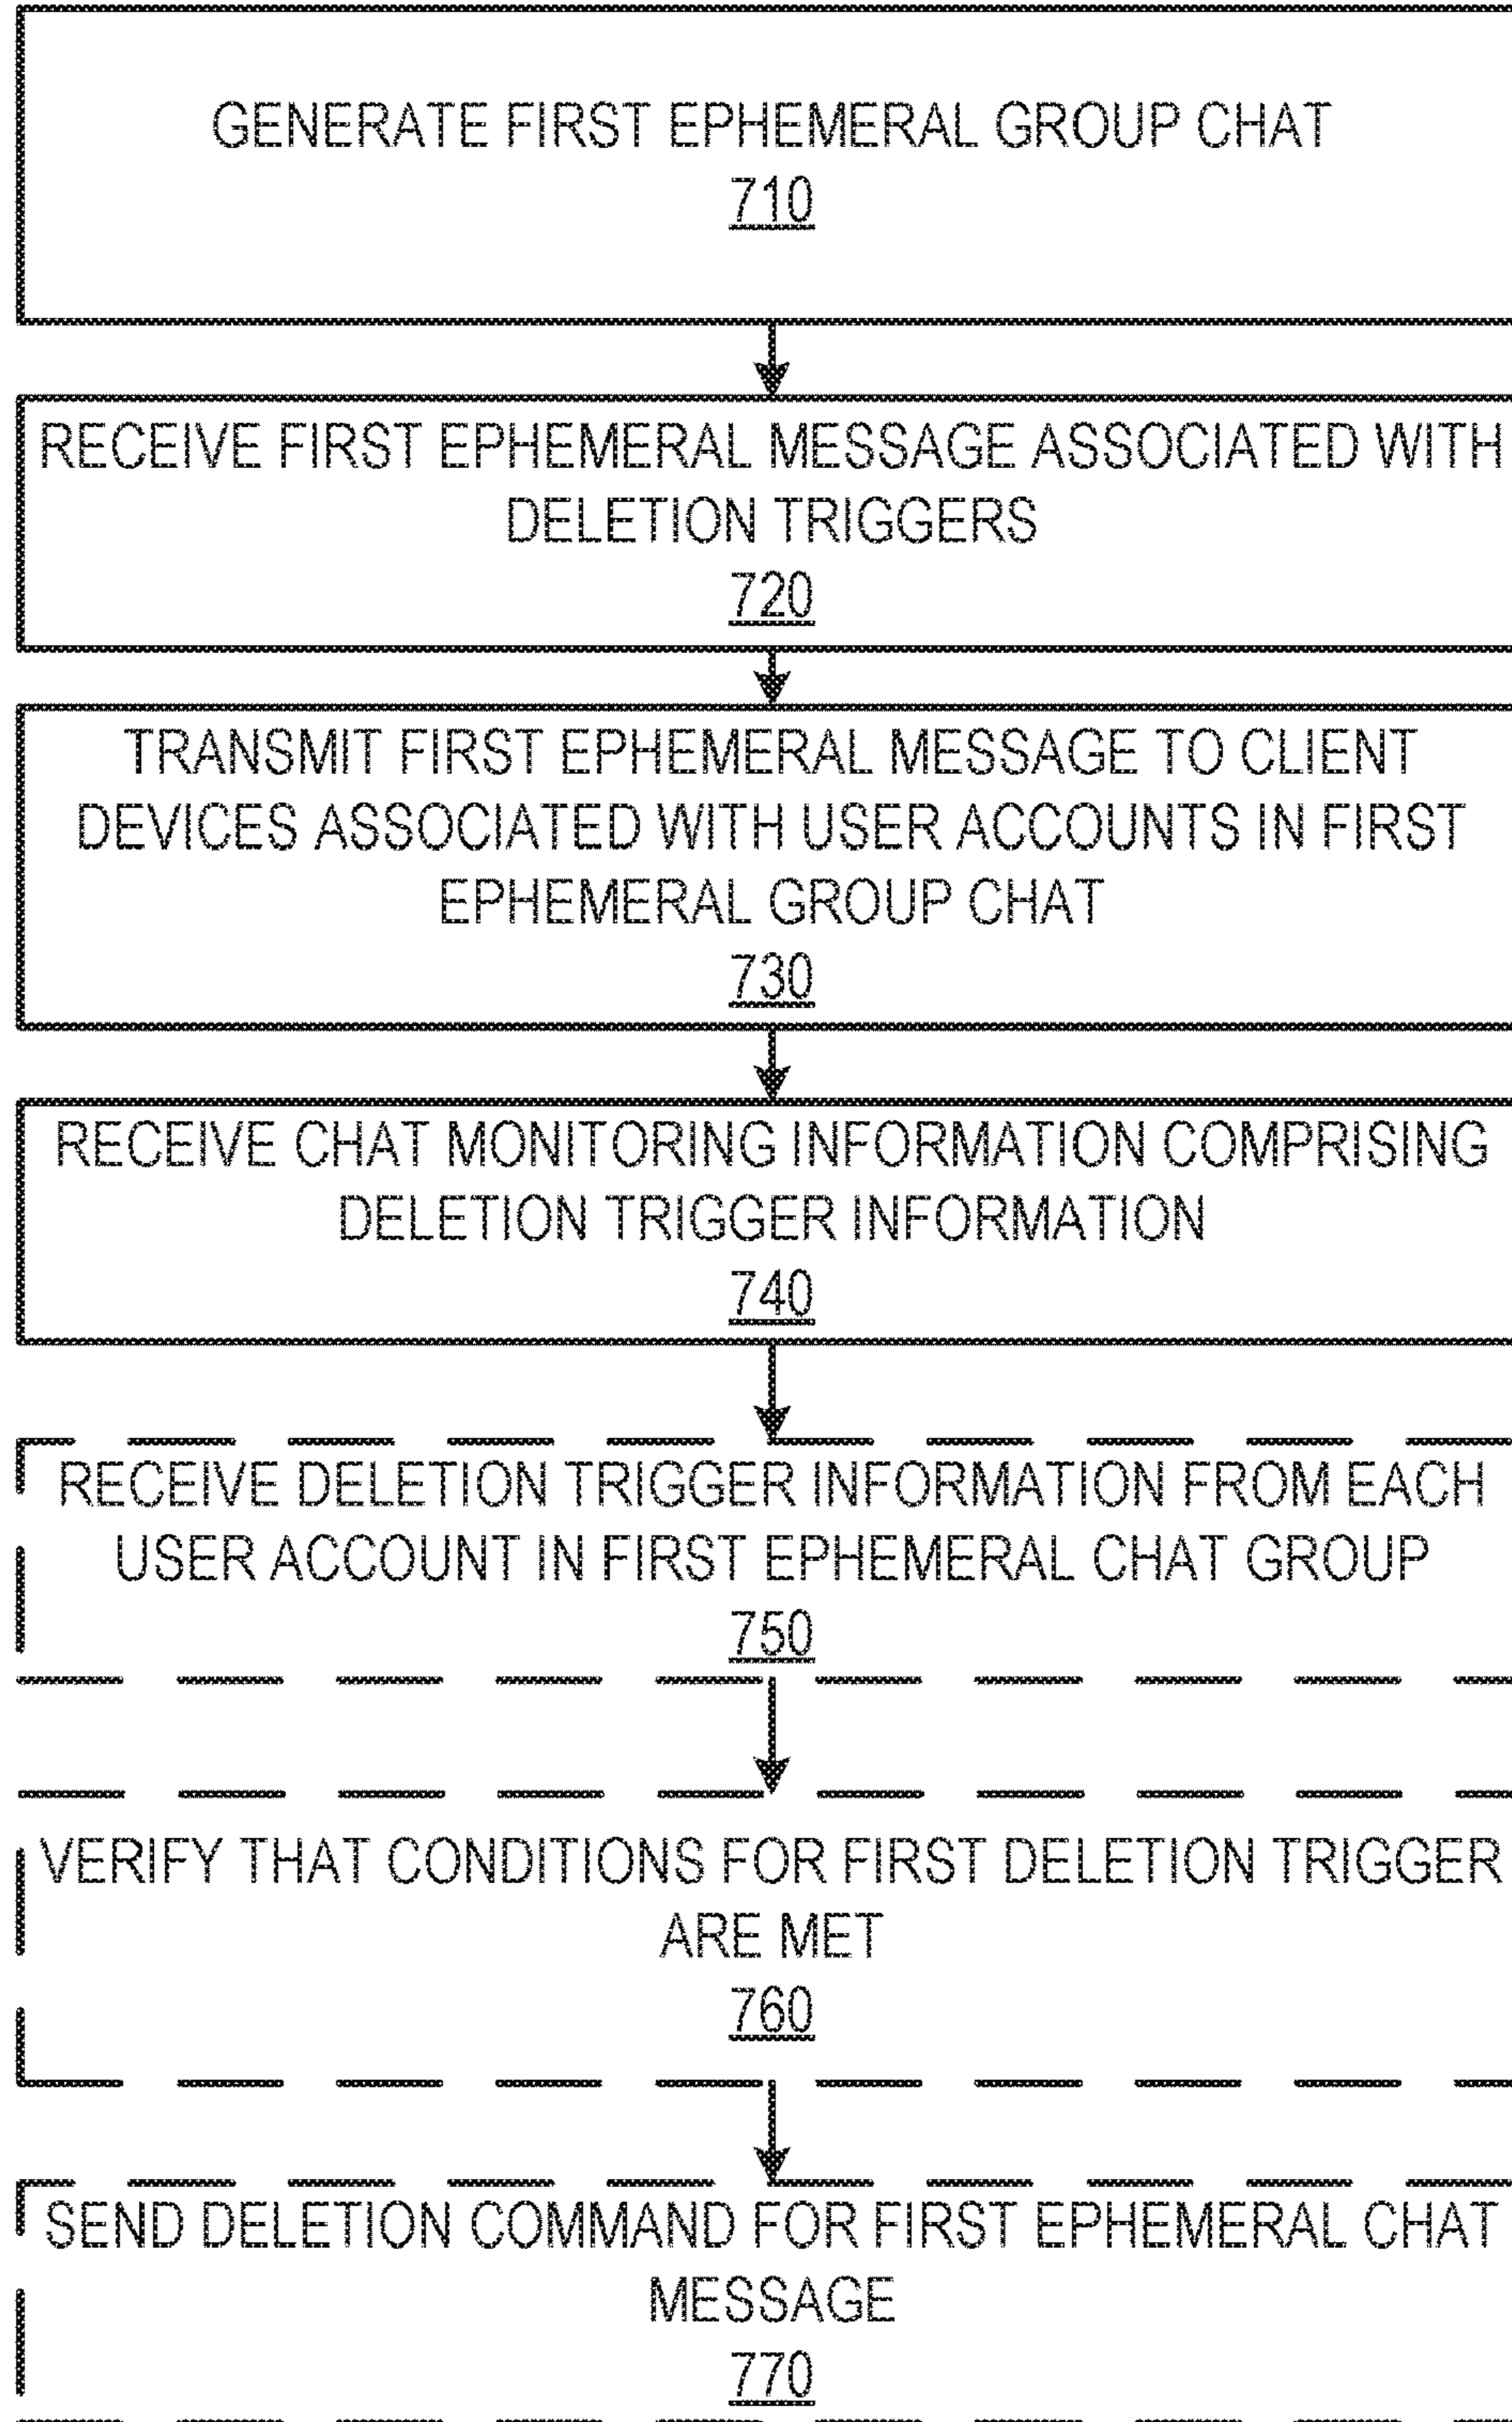 GENERATE FIRST EPHEMERAL GROUP CHAT
710
RECEIVE FIRST EPHEMERAL MESSAGE ASSOCIATED WITH
DELETION TRIGGERS
720
TRANSMIT FIRST EPHEMERAL MESSAGE TO CLIENT
DEVICES ASSOCIATED WITH USER ACCOUNTS IN FIRST
EPHEMERAL GROUP CHAT
730
RECEIVE CHAT MONITORING INFORMATION COMPRISING
DELETION TRIGGER INFORMATION
740
RECEIVE DELETION TRIGGER INFORMATION FROM EACH
USER ACCOUNT IN FIRST EPHEMERAL CHAT GROUP
750
VERIFY THAT CONDITIONS FOR FIRST DELETION TRIGGER
ARE MET
760
SEND DELETION COMMAND FOR FIRST EPHEMERAL CHAT
MESSAGE
770